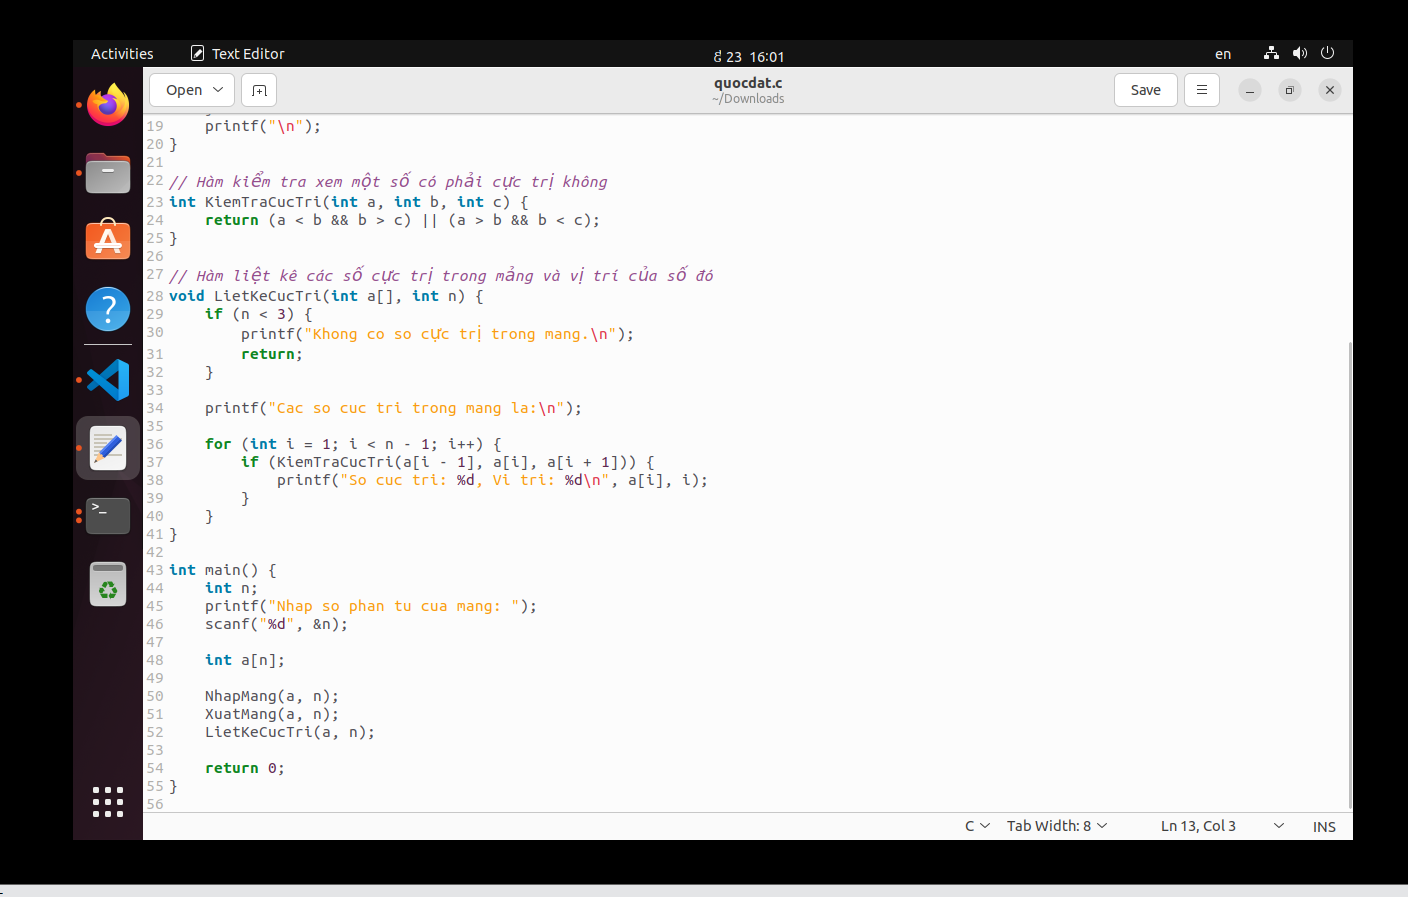 Activities
Text Editor
23 16:01
en
Open
quocdat.c
~/Downloads
Save
19 printf("\n");
20 }
21
22 // Hàm kiểm tra xem một số có phải cực trị không
23 int KiemTraCucTri(int a, int b, int c) {
24 return (a < b && b > c) || (a > b && b < c);
25 }
26
27 // Hàm liệt kê các số cực trị trong mảng và vị trí của số đó
28 void LietKeCucTri(int a[], int n) {
29 if (n < 3) {
30 printf("Khong co so cực trị trong mang.\n");
31 return;
32 }
33
34 printf("Cac so cuc tri trong mang la:\n");
35
36 for (int i = 1; i < n - 1; i++) {
37 if (KiemTraCucTri(a[i - 1], a[i], a[i + 1])) {
38 printf("So cuc tri: %d, Vi tri: %d\n", a[i], i);
39 }
40 }
41 }
42
43 int main() {
44 int n;
45 printf("Nhap so phan tu cua mang: ");
46 scanf("%d", &n);
47
48 int a[n];
49
50 NhapMang(a, n);
51 XuatMang(a, n);
52 LietKeCucTri(a, n);
53
54 return 0;
55 }
56
C
Tab Width: 8
Ln 13, Col 3
INS